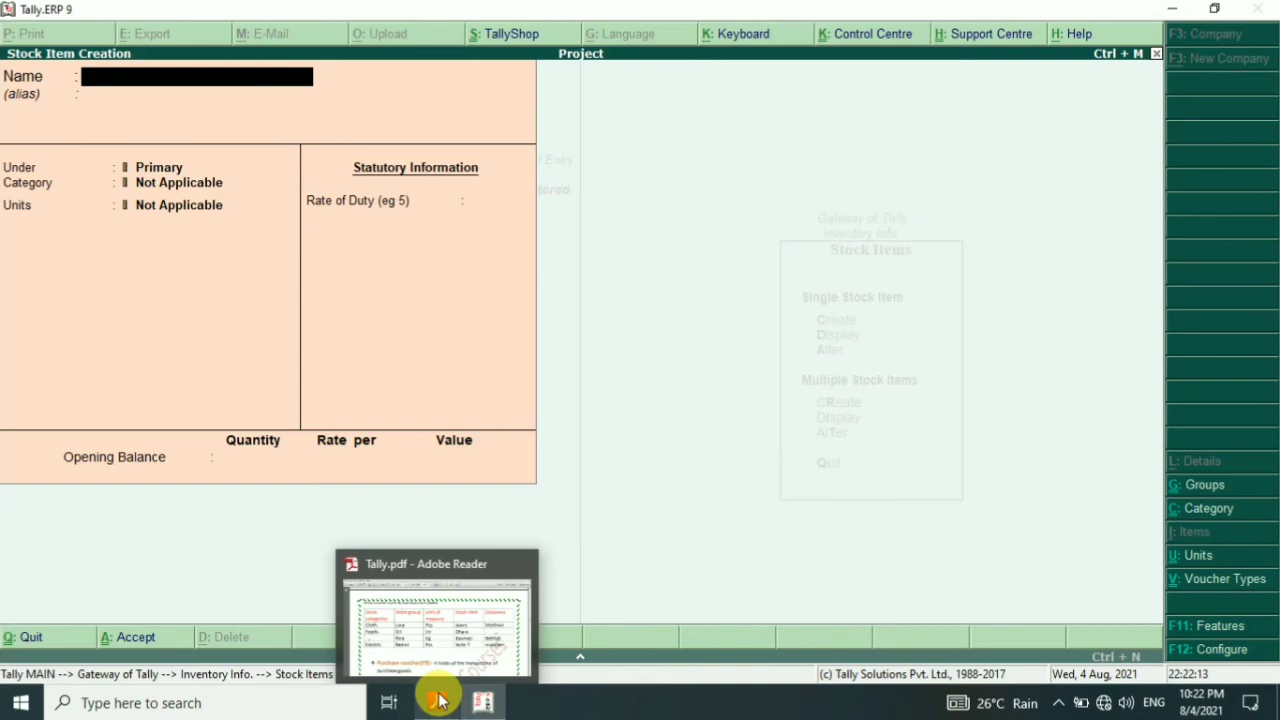 Tally.ERP 9
P: Print E: Export M: E-Mail O: Upload S: TallyShop G: Language K: Keyboard K: Control Centre H: Support Centre H: Help F3: Company
Stock Item Creation Project Ctrl + M F3: New Company
Name :
(alias) :
Under : Primary
Category : Not Applicable
Units : Not Applicable
Statutory Information
Rate of Duty (eg 5) :
Quantity Rate per Value
Opening Balance :
t Entry
tered
Gateway of Tally ...
Inventory Info.
Stock Items
Single Stock Item
Create
Display
Alter
Multiple Stock Items
CReate
Display
AlTer
Quit
L: Details
G: Groups
C: Category
I: Items
U: Units
V: Voucher Types
F11: Features
F12: Configure
Tally.pdf - Adobe Reader
Q: Quit A: Accept D: Delete Ctrl + N
Tally MAIN --> Gateway of Tally --> Inventory Info. --> Stock Items (c) Tally Solutions Pvt. Ltd., 1988-2017 Wed, 4 Aug, 2021 22:22:13
Type here to search 26°C Rain ENG 10:22 PM
8/4/2021